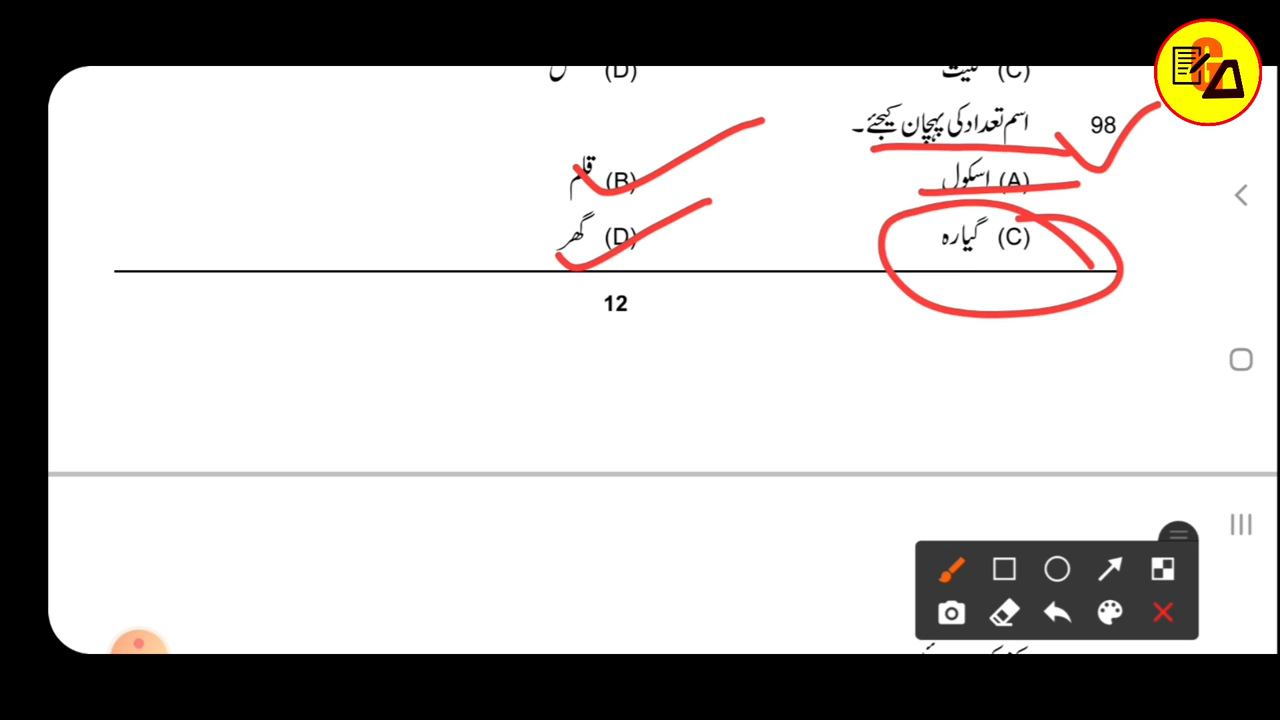 (C) (D)
98 اسم تعداد کی پہچان کیجئے۔
(A) اسکول (B) قلم
(C) گیارہ (D) گھر
12